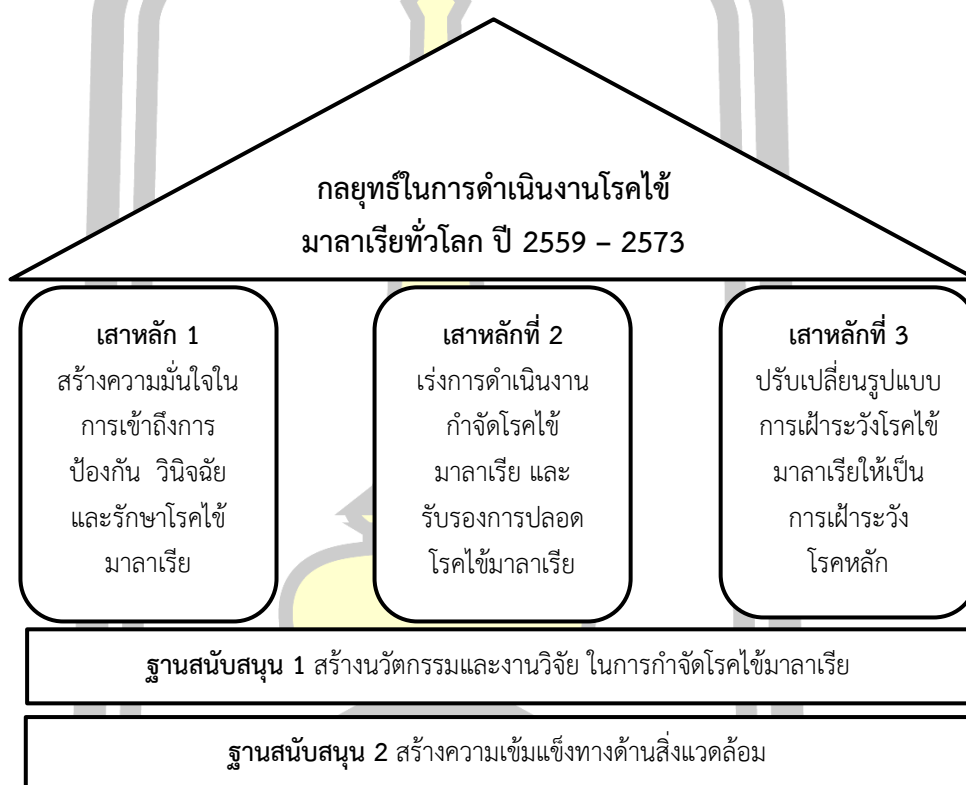 กลยุทธ์ในการดำเนินงานโรคไข้
มาลาเรียทั่วโลก ปี 2559 – 2573
เสาหลัก 1
สร้างความมั่นใจใน
การเข้าถึงการ
ป้องกัน วินิจฉัย
และรักษาโรคไข้
มาลาเรีย
เสาหลักที่ 2
เร่งการดำเนินงาน
กำจัดโรคไข้
มาลาเรีย และ
รับรองการปลอด
โรคไข้มาลาเรีย
เสาหลักที่ 3
ปรับเปลี่ยนรูปแบบ
การเฝ้าระวังโรคไข้
มาลาเรียให้เป็น
การเฝ้าระวัง
โรคหลัก
ฐานสนับสนุน 1 สร้างนวัตกรรมและงานวิจัย ในการกำจัดโรคไข้มาลาเรีย
ฐานสนับสนุน 2 สร้างความเข้มแข็งทางด้านสิ่งแวดล้อม